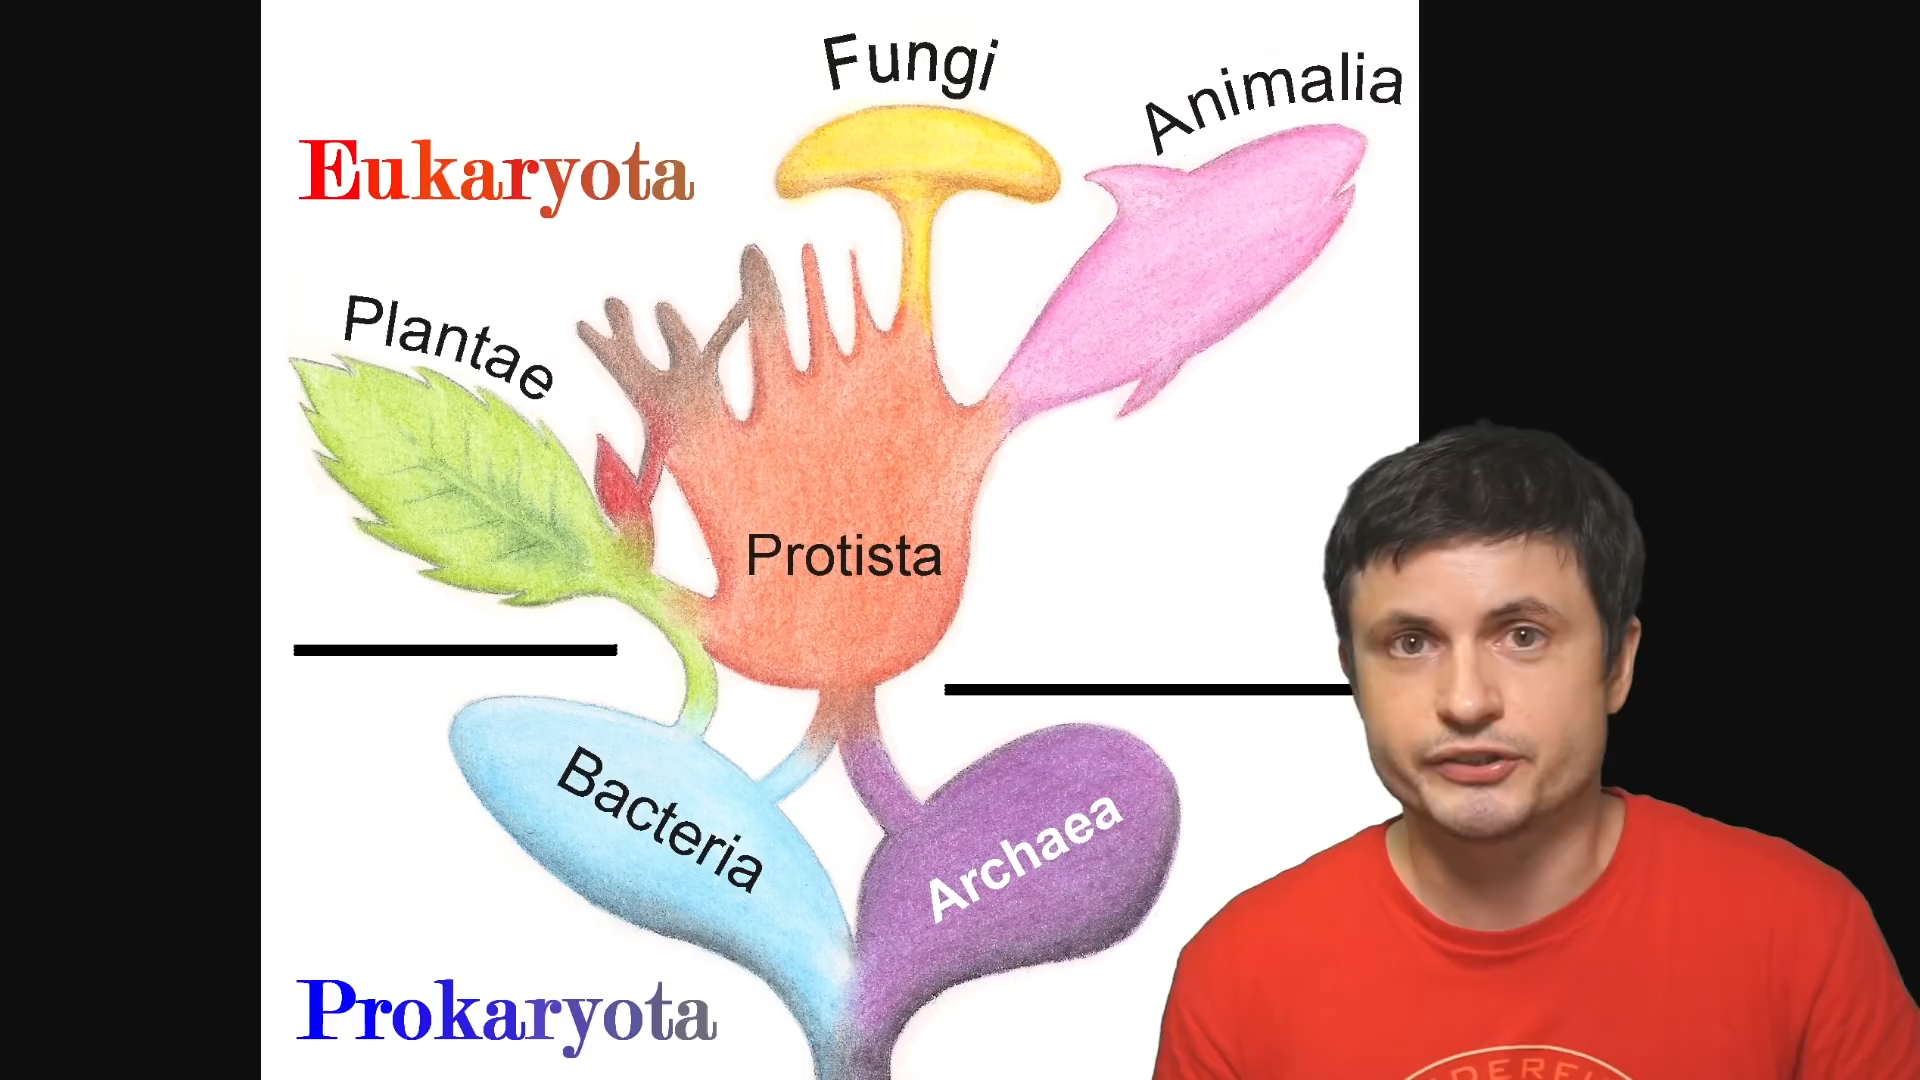 Fungi
Animalia
Eukaryota
Plantae
Protista
Bacteria
Archaea
Prokaryota